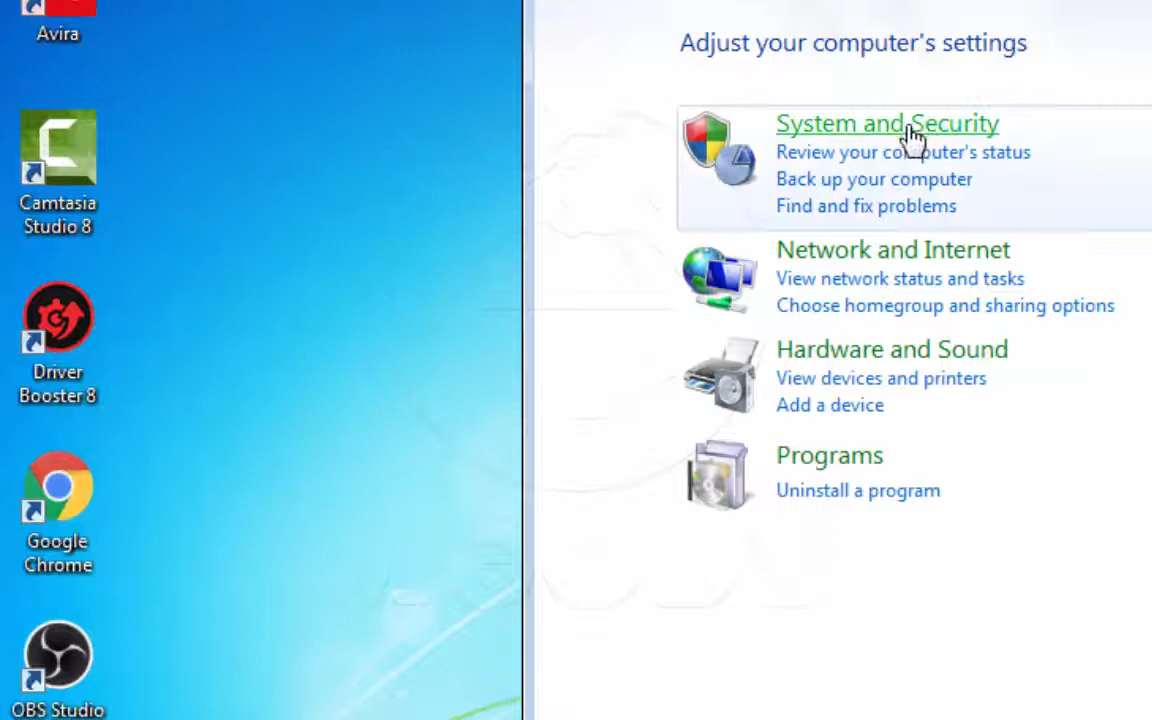 Avira
Camtasia
Studio 8
Driver
Booster 8
Google
Chrome
OBS Studio
Adjust your computer's settings
System and Security
Review your computer's status
Back up your computer
Find and fix problems
Network and Internet
View network status and tasks
Choose homegroup and sharing options
Hardware and Sound
View devices and printers
Add a device
Programs
Uninstall a program